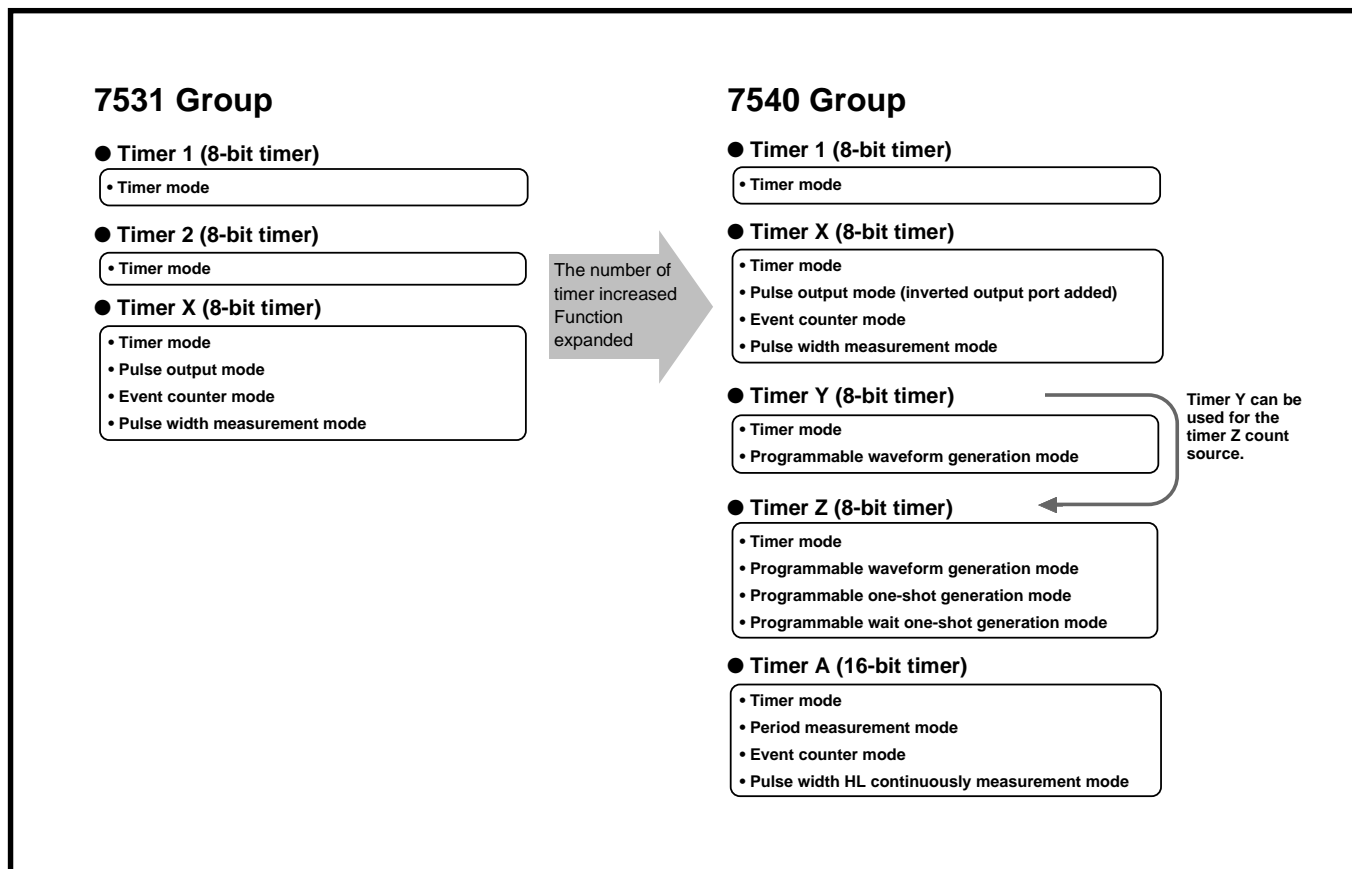 7531 Group
● Timer 1 (8-bit timer)
• Timer mode
● Timer 2 (8-bit timer)
• Timer mode
● Timer X (8-bit timer)
• Timer mode
• Pulse output mode
• Event counter mode
• Pulse width measurement mode
The number of
timer increased
Function
expanded
7540 Group
● Timer 1 (8-bit timer)
• Timer mode
● Timer X (8-bit timer)
• Timer mode
• Pulse output mode (inverted output port added)
• Event counter mode
• Pulse width measurement mode
● Timer Y (8-bit timer)
• Timer mode
• Programmable waveform generation mode
Timer Y can be
used for the
timer Z count
source.
● Timer Z (8-bit timer)
• Timer mode
• Programmable waveform generation mode
• Programmable one-shot generation mode
• Programmable wait one-shot generation mode
● Timer A (16-bit timer)
• Timer mode
• Period measurement mode
• Event counter mode
• Pulse width HL continuously measurement mode